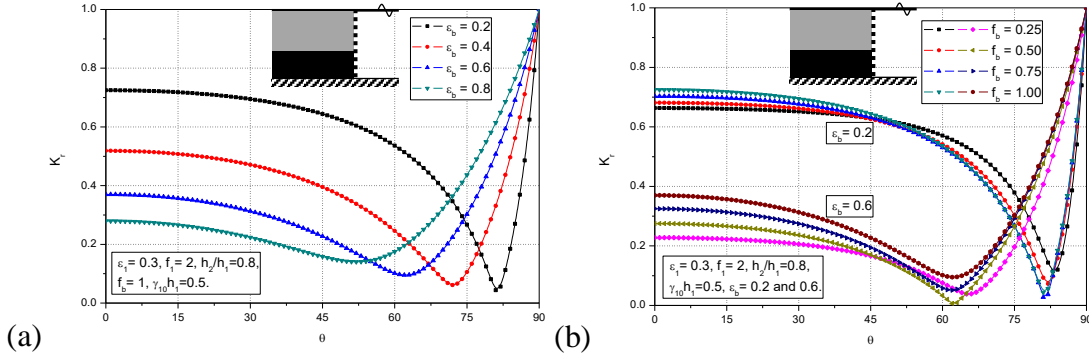 (a)
K_r
1.0
0.8
0.6
0.4
0.2
0.0
0 15 30 45 60 75 90
θ
ε_b = 0.2
ε_b = 0.4
ε_b = 0.6
ε_b = 0.8
ε_1 = 0.3, f_1 = 2, h_2/h_1=0.8,
f_b = 1, γ_10h_1=0.5.
(b)
K_r
1.0
0.8
0.6
0.4
0.2
0.0
0 15 30 45 60 75 90
θ
f_b = 0.25
f_b = 0.50
f_b = 0.75
f_b = 1.00
ε_b= 0.2
ε_b= 0.6
ε_1= 0.3, f_1= 2, h_2/h_1=0.8,
γ_10h_1=0.5, ε_b= 0.2 and 0.6.